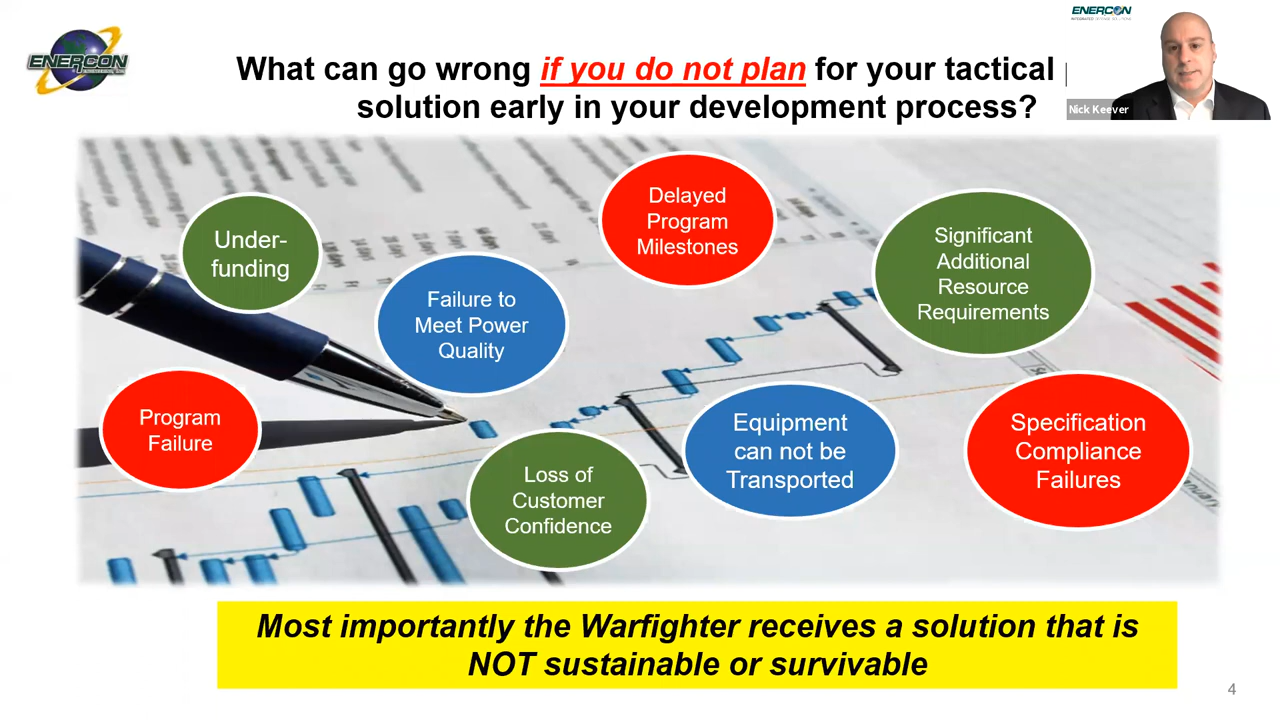 ENERCON
ENERCON
Nick Keever
What can go wrong if you do not plan for your tactical
solution early in your development process?
Under-
funding
Failure to
Meet Power
Quality
Delayed
Program
Milestones
Significant
Additional
Resource
Requirements
Program
Failure
Loss of
Customer
Confidence
Equipment
can not be
Transported
Specification
Compliance
Failures
Most importantly the Warfighter receives a solution that is
NOT sustainable or survivable
4